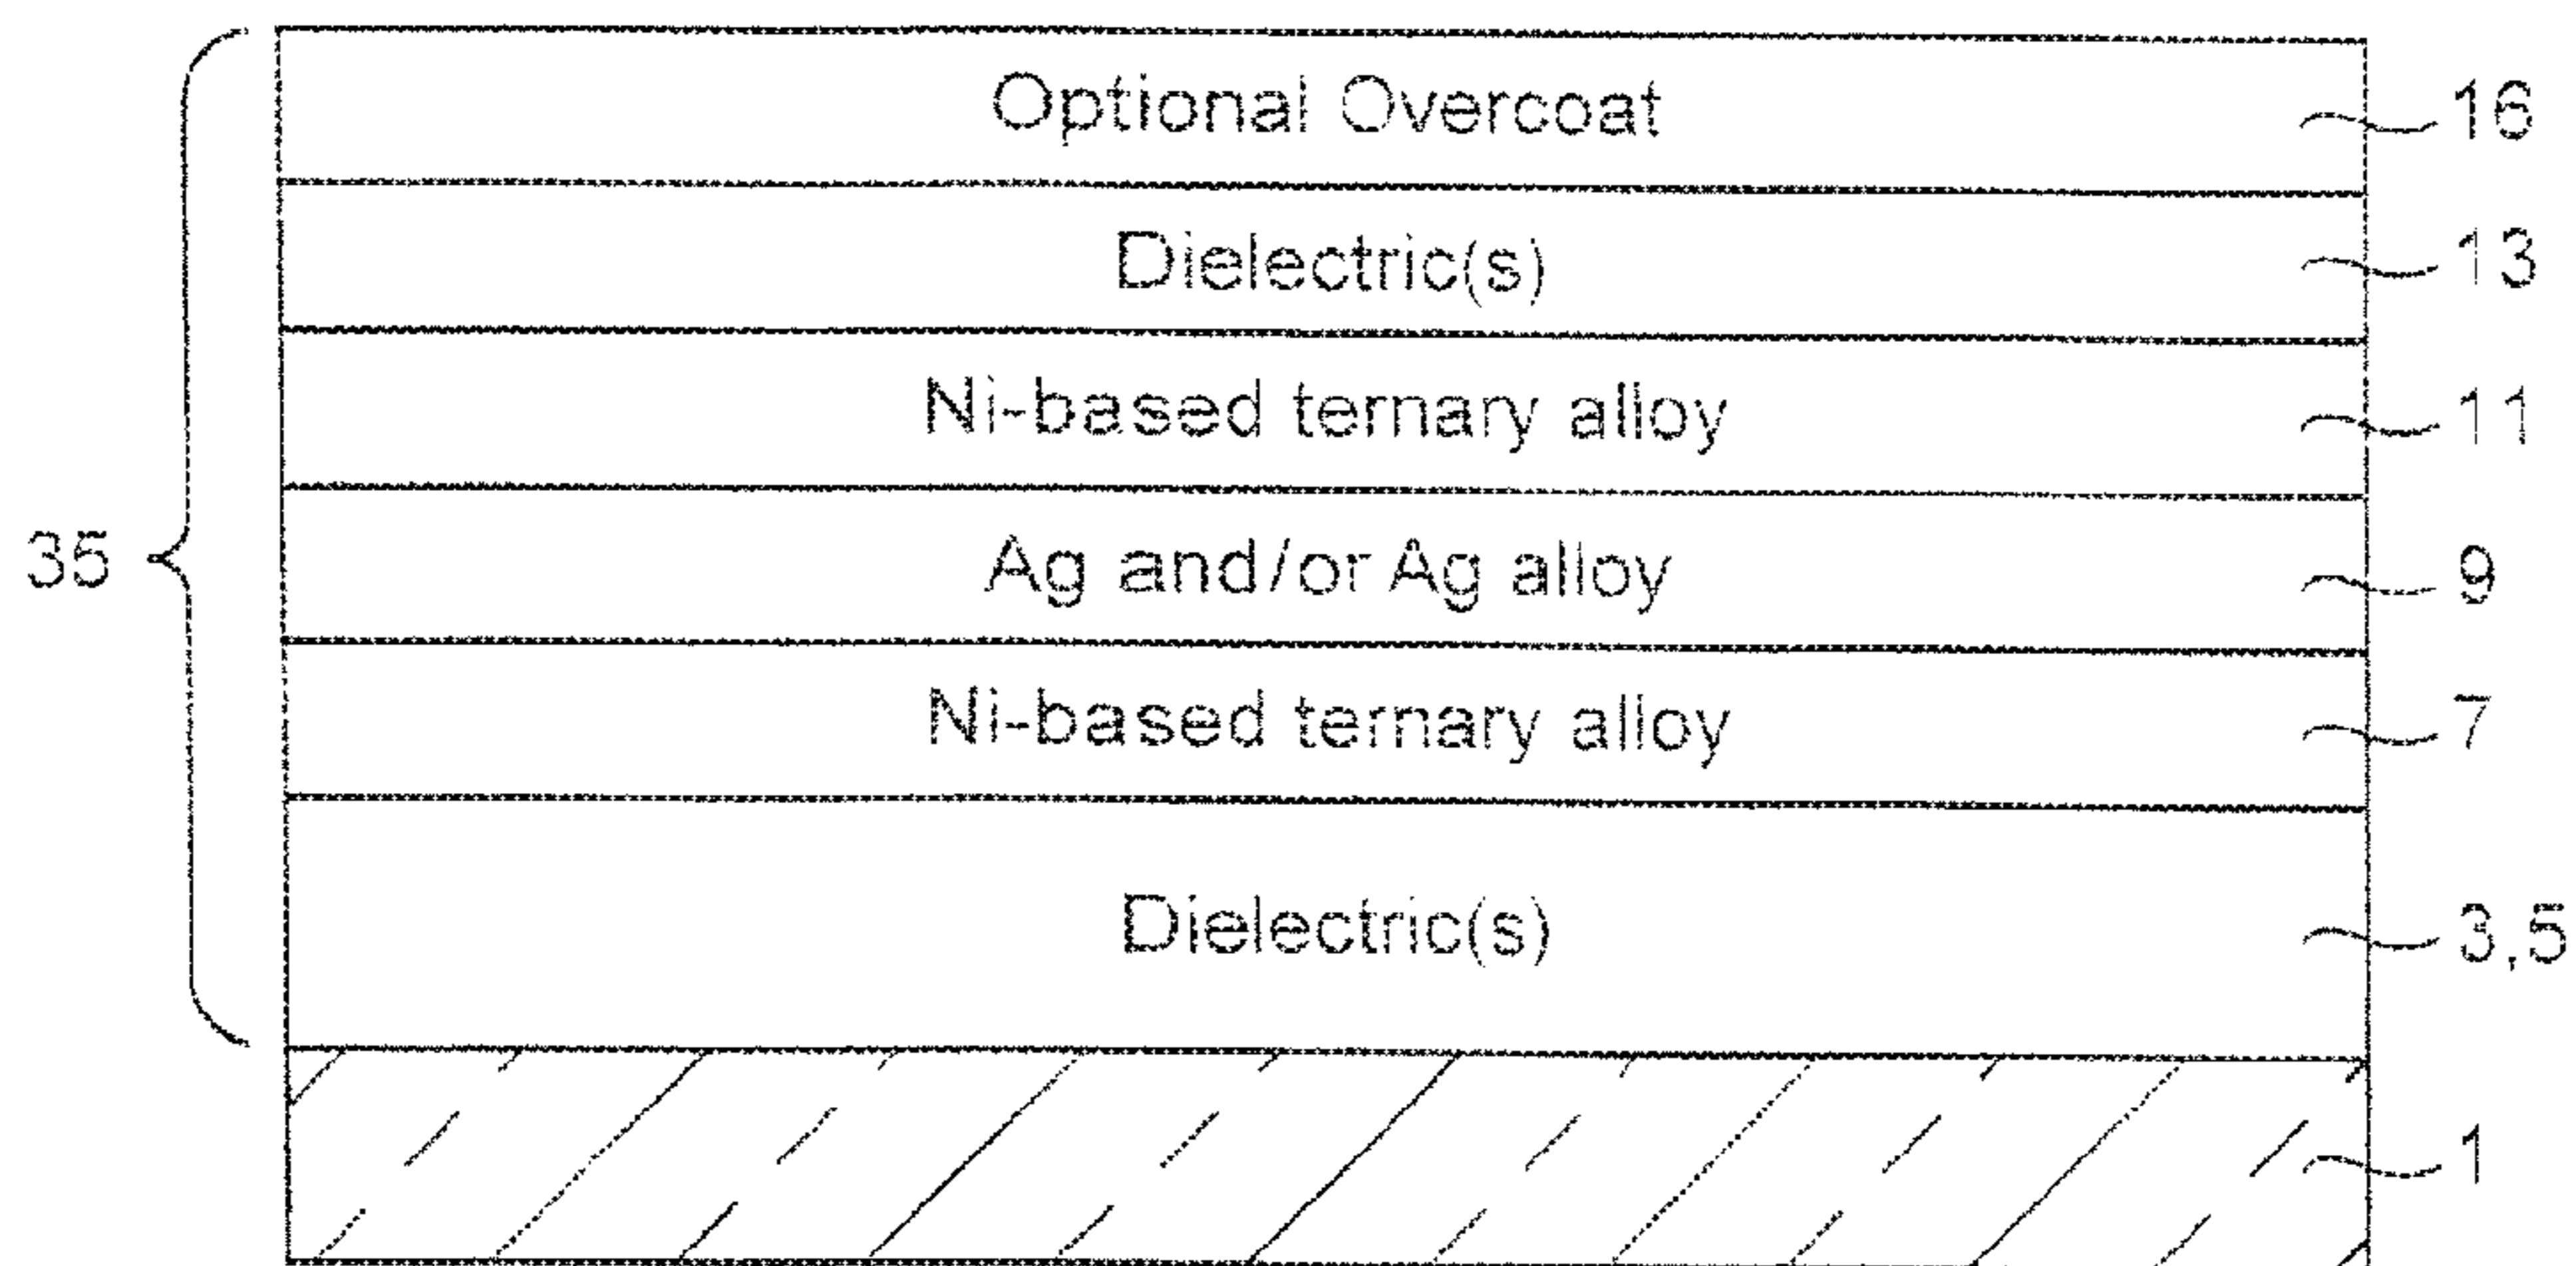 Optional Overcoat 16
Dielectric(s) 13
Ni-based ternary alloy 11
35 Ag and/or Ag alloy 9
Ni-based ternary alloy 7
Dielectric(s) 3,5
1